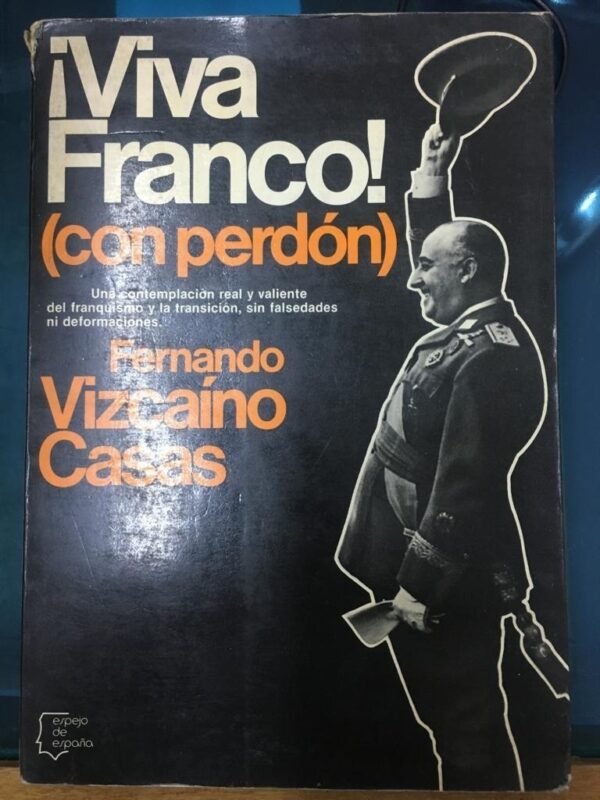 ¡Viva
Franco!
(con perdón)
Una contemplación real y valiente
del franquismo y la transición, sin falsedades
ni deformaciones.
Fernando
Vizcaíno
Casas
espejo
de
españa